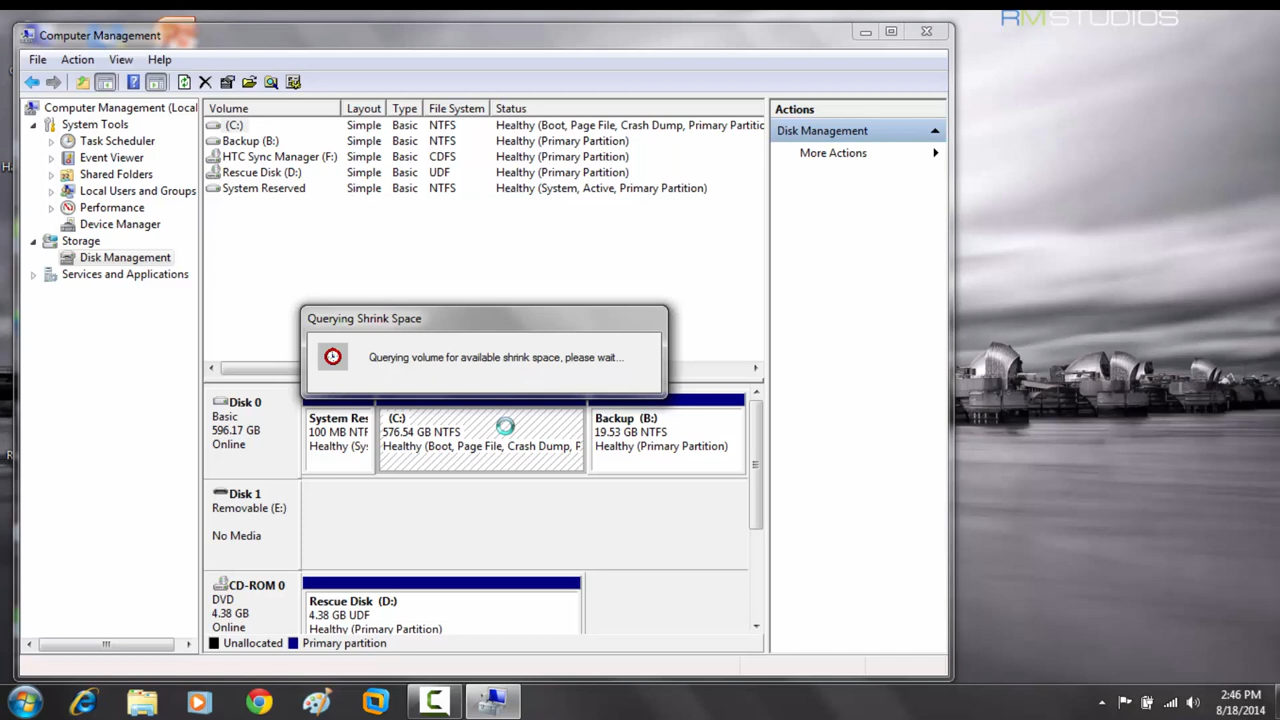 RMSTUDIOS
Computer Management
File Action View Help
Computer Management (Local
System Tools
Task Scheduler
Event Viewer
Shared Folders
Local Users and Groups
Performance
Device Manager
Storage
Disk Management
Services and Applications
Volume Layout Type File System Status
(C:) Simple Basic NTFS Healthy (Boot, Page File, Crash Dump, Primary Partitic
Backup (B:) Simple Basic NTFS Healthy (Primary Partition)
HTC Sync Manager (F:) Simple Basic CDFS Healthy (Primary Partition)
Rescue Disk (D:) Simple Basic UDF Healthy (Primary Partition)
System Reserved Simple Basic NTFS Healthy (System, Active, Primary Partition)
Actions
Disk Management
More Actions
Querying Shrink Space
Querying volume for available shrink space, please wait...
Disk 0
Basic
596.17 GB
Online
System Res
100 MB NTF
Healthy (Sy:
(C:)
576.54 GB NTFS
Healthy (Boot, Page File, Crash Dump, P
Backup (B:)
19.53 GB NTFS
Healthy (Primary Partition)
Disk 1
Removable (E:)
No Media
CD-ROM 0
DVD
4.38 GB
Online
Rescue Disk (D:)
4.38 GB UDF
Healthy (Primary Partition)
Unallocated Primary partition
2:46 PM
8/18/2014